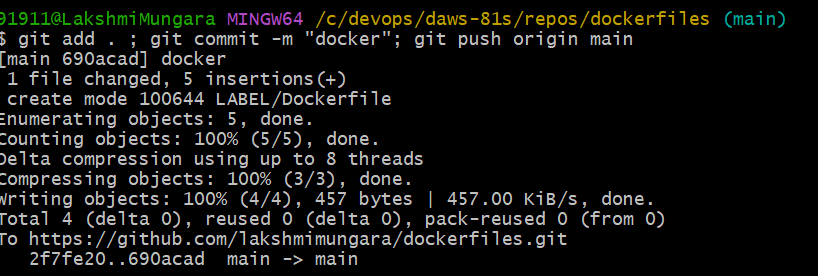 91911@LakshmiMungara MINGW64 /c/devops/daws-81s/repos/dockerfiles (main)
$ git add . ; git commit -m "docker"; git push origin main
[main 690acad] docker
 1 file changed, 5 insertions(+)
 create mode 100644 LABEL/Dockerfile
Enumerating objects: 5, done.
Counting objects: 100% (5/5), done.
Delta compression using up to 8 threads
Compressing objects: 100% (3/3), done.
Writing objects: 100% (4/4), 457 bytes | 457.00 KiB/s, done.
Total 4 (delta 0), reused 0 (delta 0), pack-reused 0 (from 0)
To https://github.com/lakshmimungara/dockerfiles.git
   2f7fe20..690acad  main -> main